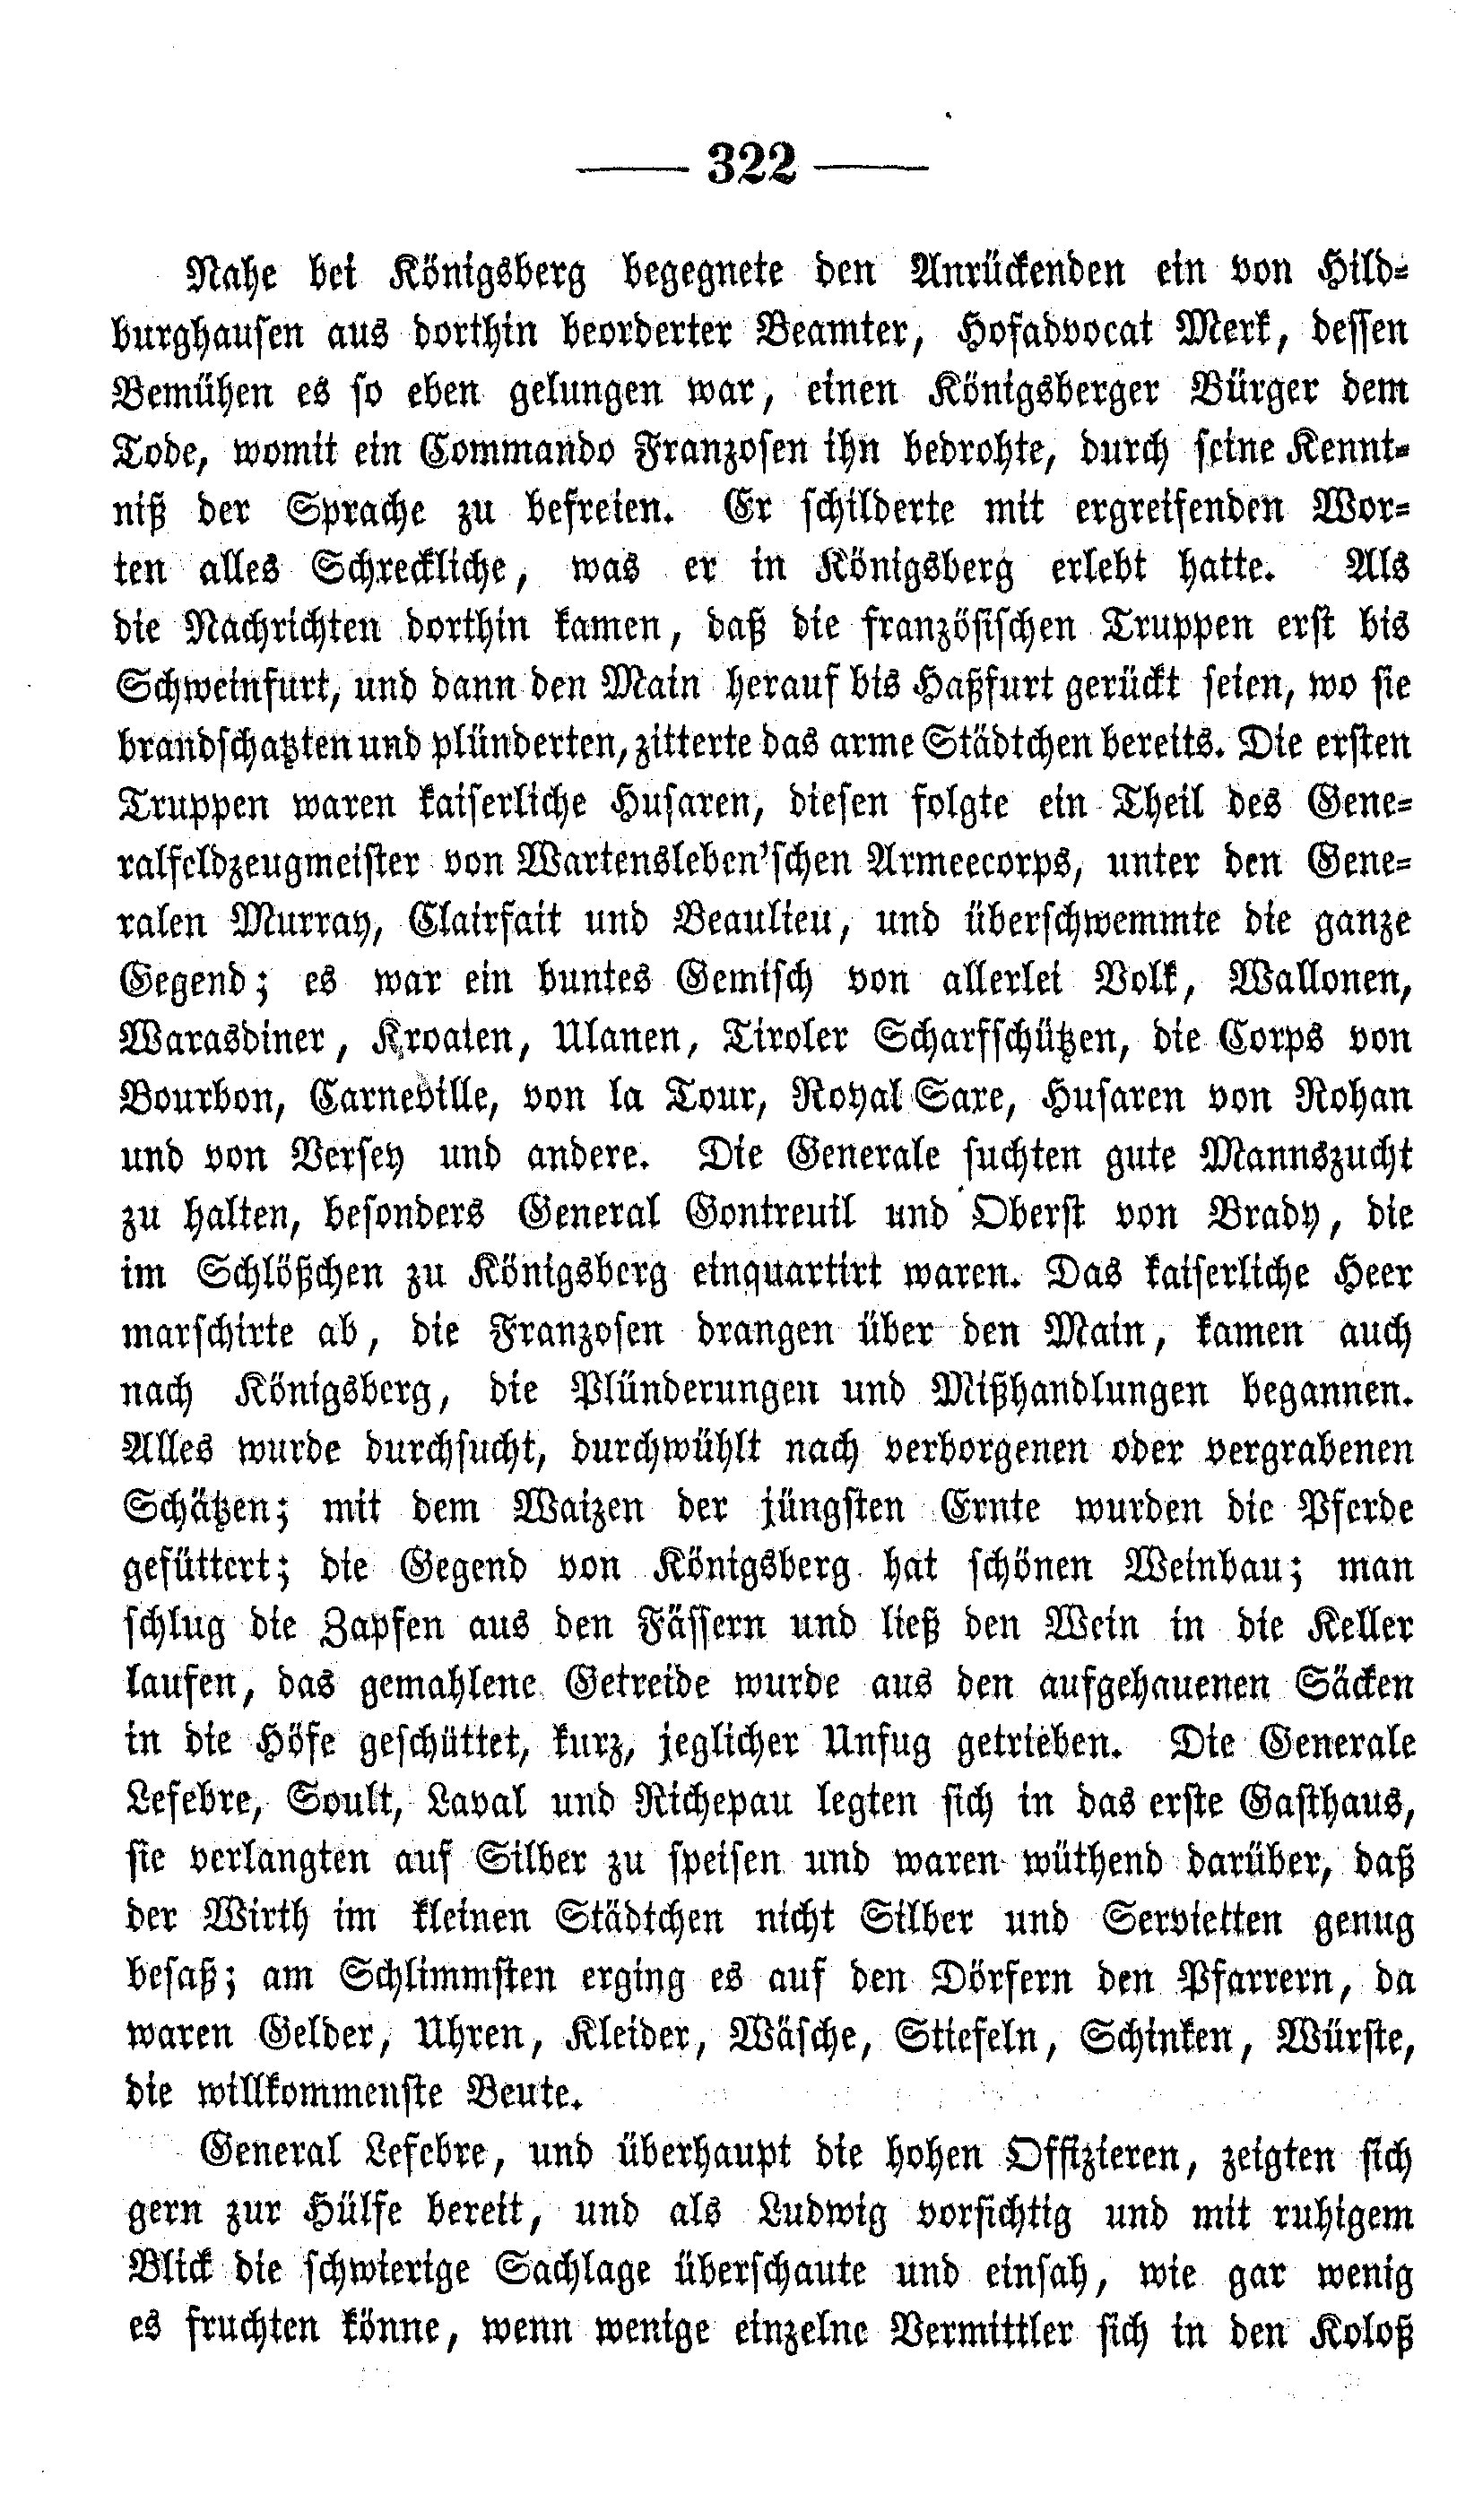 — 322 —
Nahe bei Königsberg begegnete den Anrückenden ein von Hild-
burghausen aus dorthin beorderter Beamter, Hofadvocat Merk, dessen
Bemühen es so eben gelungen war, einen Königsberger Bürger dem
Tode, womit ein Commando Franzosen ihn bedrohte, durch seine Kennt-
niß der Sprache zu befreien. Er schilderte mit ergreifenden Wor-
ten alles Schreckliche, was er in Königsberg erlebt hatte. Als
die Nachrichten dorthin kamen, daß die französischen Truppen erst bis
Schweinfurt, und dann den Main herauf bis Haßfurt gerückt seien, wo sie
brandschatzten und plünderten, zitterte das arme Städtchen bereits. Die ersten
Truppen waren kaiserliche Husaren, diesen folgte ein Theil des Gene-
ralfeldzeugmeister von Wartensleben'schen Armeecorps, unter den Gene-
ralen Murray, Clairfait und Beaulieu, und überschwemmte die ganze
Gegend; es war ein buntes Gemisch von allerlei Volk, Wallonen,
Warasdiner, Kroaten, Ulanen, Tiroler Scharfschützen, die Corps von
Bourbon, Carneville, von la Tour, Royal Saxe, Husaren von Rohan
und von Versey und andere. Die Generale suchten gute Mannszucht
zu halten, besonders General Gontreuil und Oberst von Brady, die
im Schlößchen zu Königsberg einquartirt waren. Das kaiserliche Heer
marschirte ab, die Franzosen drangen über den Main, kamen auch
nach Königsberg, die Plünderungen und Mißhandlungen begannen.
Alles wurde durchsucht, durchwühlt nach verborgenen oder vergrabenen
Schätzen; mit dem Waizen der jüngsten Ernte wurden die Pferde
gefüttert; die Gegend von Königsberg hat schönen Weinbau; man
schlug die Zapfen aus den Fässern und ließ den Wein in die Keller
laufen, das gemahlene Getreide wurde aus den aufgehauenen Säcken
in die Höfe geschüttet, kurz, jeglicher Unfug getrieben. Die Generale
Lefebre, Soult, Laval und Richepau legten sich in das erste Gasthaus,
sie verlangten auf Silber zu speisen und waren wüthend darüber, daß
der Wirth im kleinen Städtchen nicht Silber und Servietten genug
besaß; am Schlimmsten erging es auf den Dörfern den Pfarrern, da
waren Gelder, Uhren, Kleider, Wäsche, Stiefeln, Schinken, Würste,
die willkommenste Beute.
General Lefebre, und überhaupt die hohen Offizieren, zeigten sich
gern zur Hülfe bereit, und als Ludwig vorsichtig und mit ruhigem
Blick die schwierige Sachlage überschaute und einsah, wie gar wenig
es fruchten könne, wenn wenige einzelne Vermittler sich in den Koloß